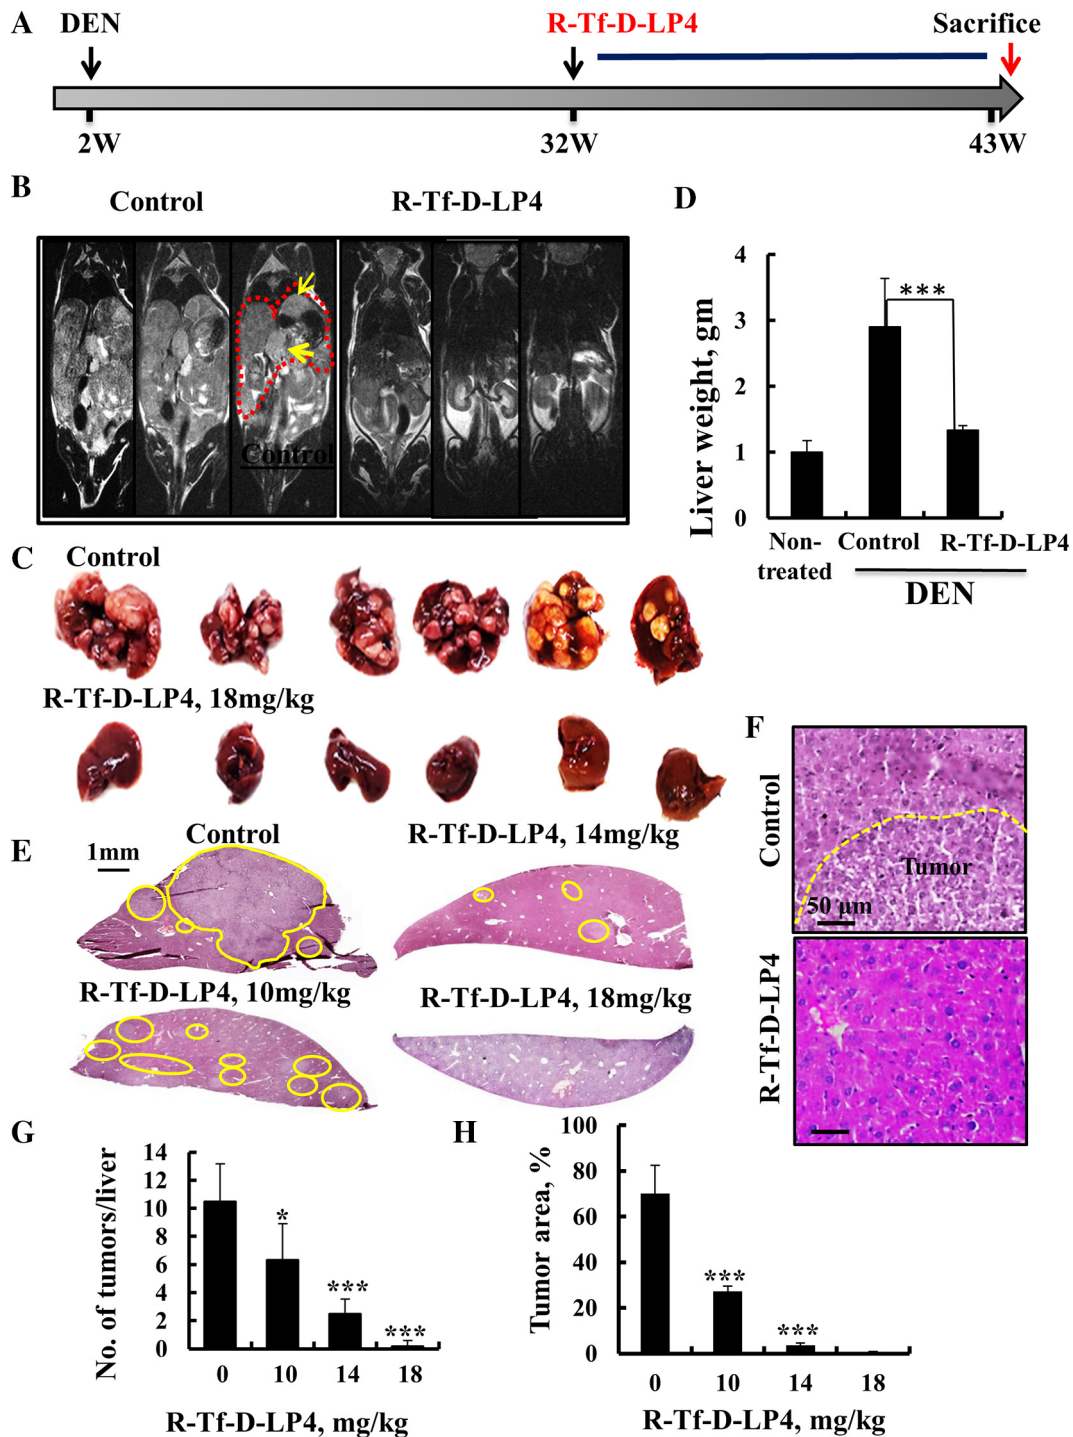 A
DEN
R-Tf-D-LP4
Sacrifice
2W
32W
43W
B
Control
R-Tf-D-LP4
Control
D
Liver weight, gm
4
3
2
1
0
***
Non-
treated
Control
R-Tf-D-LP4
DEN
C
Control
R-Tf-D-LP4, 18mg/kg
E
Control
1mm
R-Tf-D-LP4, 14mg/kg
R-Tf-D-LP4, 10mg/kg
R-Tf-D-LP4, 18mg/kg
F
Control
Tumor
50 µm
R-Tf-D-LP4
G
No. of tumors/liver
14
12
10
8
6
4
2
0
*
***
***
0 10 14 18
R-Tf-D-LP4, mg/kg
H
Tumor area, %
100
80
60
40
20
0
***
***
0 10 14 18
R-Tf-D-LP4, mg/kg